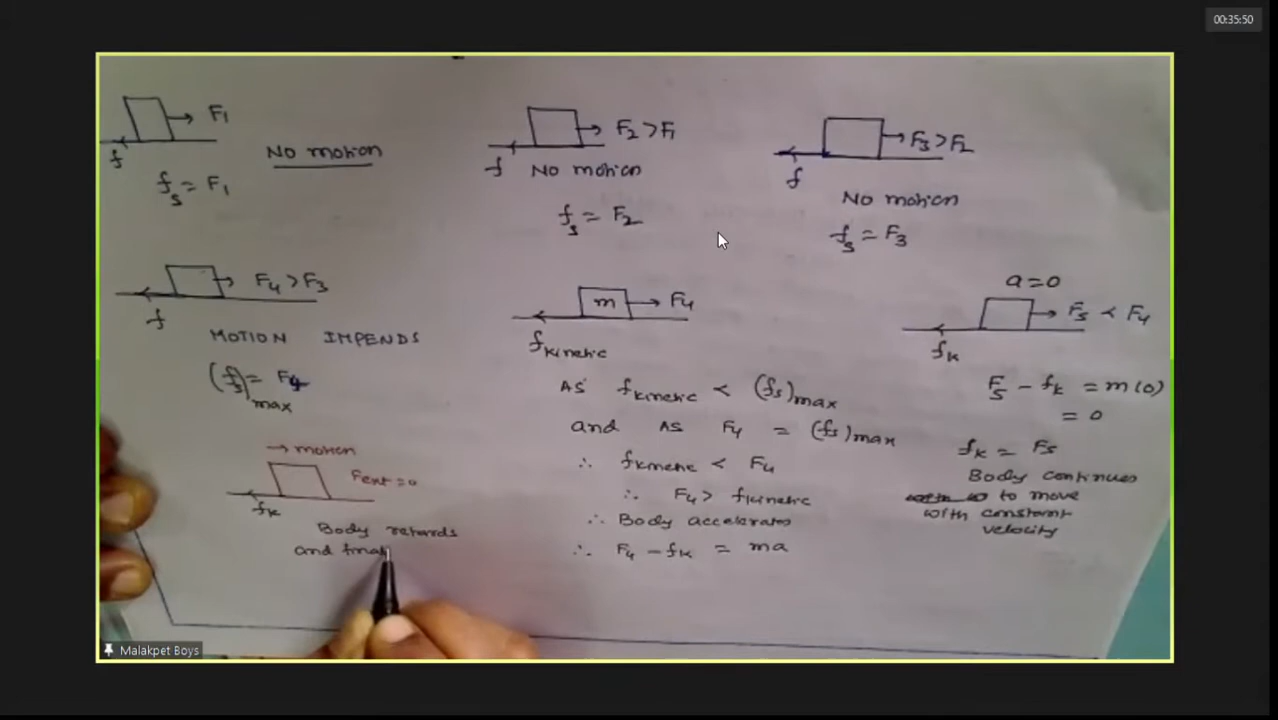 00:35:50
F1
f
No motion
fs = F1
F2 > F1
f
No motion
fs = F2
F3 > F2
f
No motion
fs = F3
F4 > F3
f
MOTION IMPENDS
(fs)max = F4
m
F4
fkinetic
As fkinetic < (fs)max
and As F4 = (fs)max
∴ fkinetic < F4
∴ F4 > fkinetic
∴ Body accelerates
∴ F4 - fk = ma
a = 0
F5 < F4
fk
F5 - fk = m(0)
= 0
fk = F5
Body continues
to move
with constant
velocity
→ motion
Fext = 0
fk
Body retards
and
Malakpet Boys